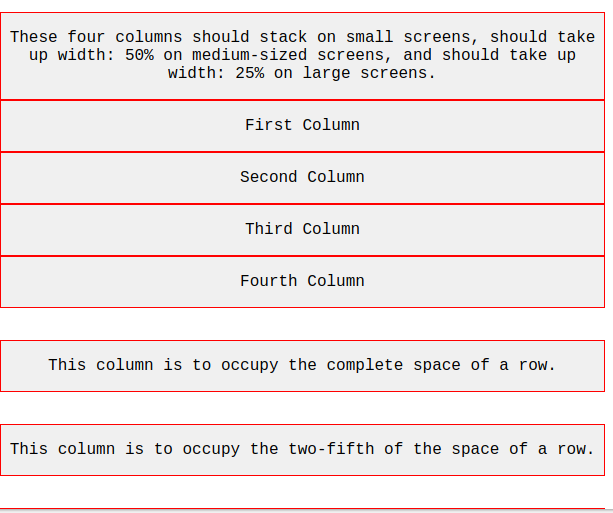 These four columns should stack on small screens, should take
up width: 50% on medium-sized screens, and should take up
width: 25% on large screens.
First Column
Second Column
Third Column
Fourth Column
This column is to occupy the complete space of a row.
This column is to occupy the two-fifth of the space of a row.